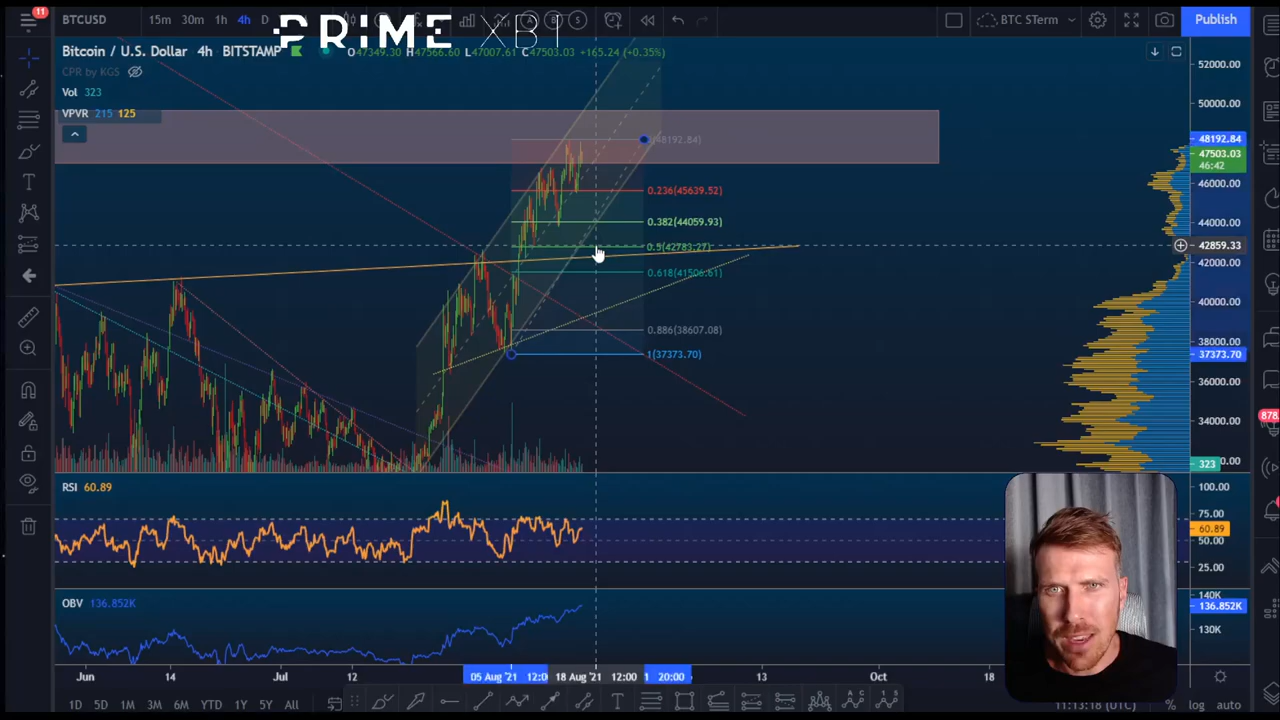 11
BTCUSD
15m 30m 1h 4h D
PRIME XBT
BTC STerm
Publish
Bitcoin / U.S. Dollar 4h BITSTAMP
O47349.30 H47566.60 L47007.61 C47503.03 +165.24 (+0.35%)
CPR by KGS
Vol 323
VPVR 215 125
52000.00
50000.00
48192.84
47503.03
46:42
46000.00
44000.00
42859.33
42000.00
40000.00
38000.00
37373.70
36000.00
34000.00
323
(48192.84)
0.236(45639.52)
0.382(44059.93)
0.5(42783.27)
0.618(41506.61)
0.886(38607.08)
1(37373.70)
RSI 60.89
100.00
75.00
60.89
50.00
25.00
OBV 136.852K
140K
136.852K
130K
878
Jun 14 Jul 12 05 Aug '21 12:0 18 Aug '21 12:00 20:00 13 Oct 18
1D 5D 1M 3M 6M YTD 1Y 5Y All
11:13:18 (UTC) % log auto